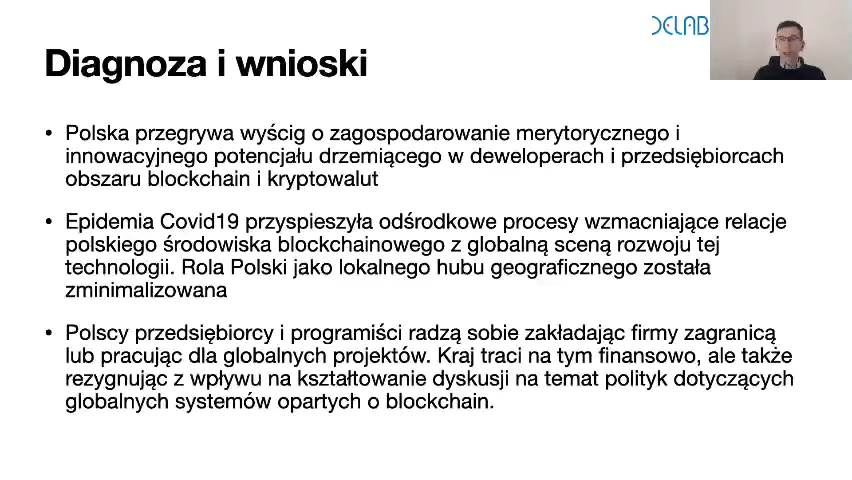 DELAB
Diagnoza i wnioski
• Polska przegrywa wyścig o zagospodarowanie merytorycznego i
innowacyjnego potencjału drzemiącego w deweloperach i przedsiębiorcach
obszaru blockchain i kryptowalut
• Epidemia Covid19 przyspieszyła odśrodkowe procesy wzmacniające relacje
polskiego środowiska blockchainowego z globalną sceną rozwoju tej
technologii. Rola Polski jako lokalnego hubu geograficznego została
zminimalizowana
• Polscy przedsiębiorcy i programiści radzą sobie zakładając firmy zagranicą
lub pracując dla globalnych projektów. Kraj traci na tym finansowo, ale także
rezygnując z wpływu na kształtowanie dyskusji na temat polityk dotyczących
globalnych systemów opartych o blockchain.